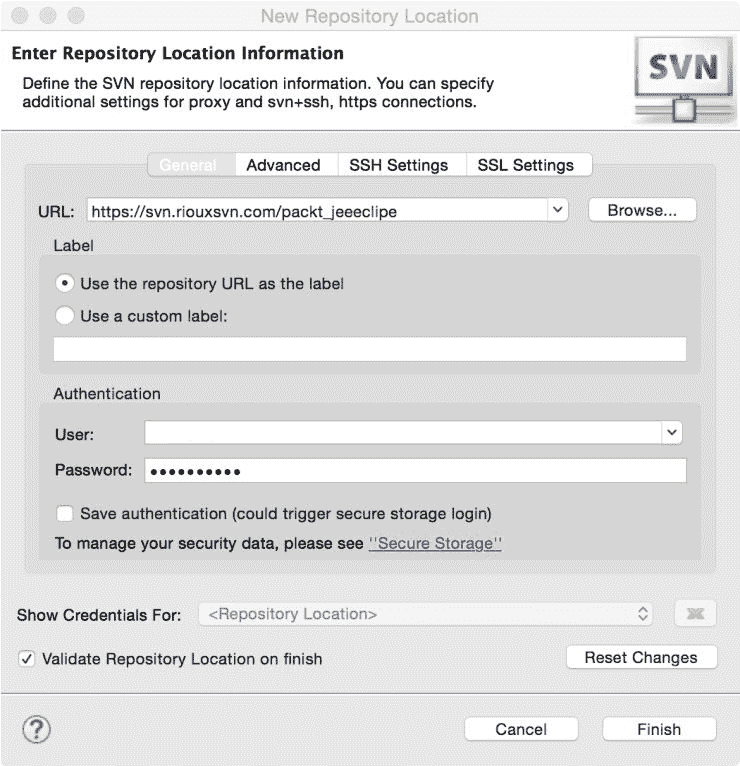 New Repository Location
Enter Repository Location Information
Define the SVN repository location information. You can specify
additional settings for proxy and svn+ssh, https connections.
SVN
General Advanced SSH Settings SSL Settings
URL: https://svn.riouxsvn.com/packt_jeeeclipe Browse...
Label
Use the repository URL as the label
Use a custom label:
Authentication
User:
Password: ••••••••••
Save authentication (could trigger secure storage login)
To manage your security data, please see ''Secure Storage''
Show Credentials For: <Repository Location>
Validate Repository Location on finish Reset Changes
? Cancel Finish